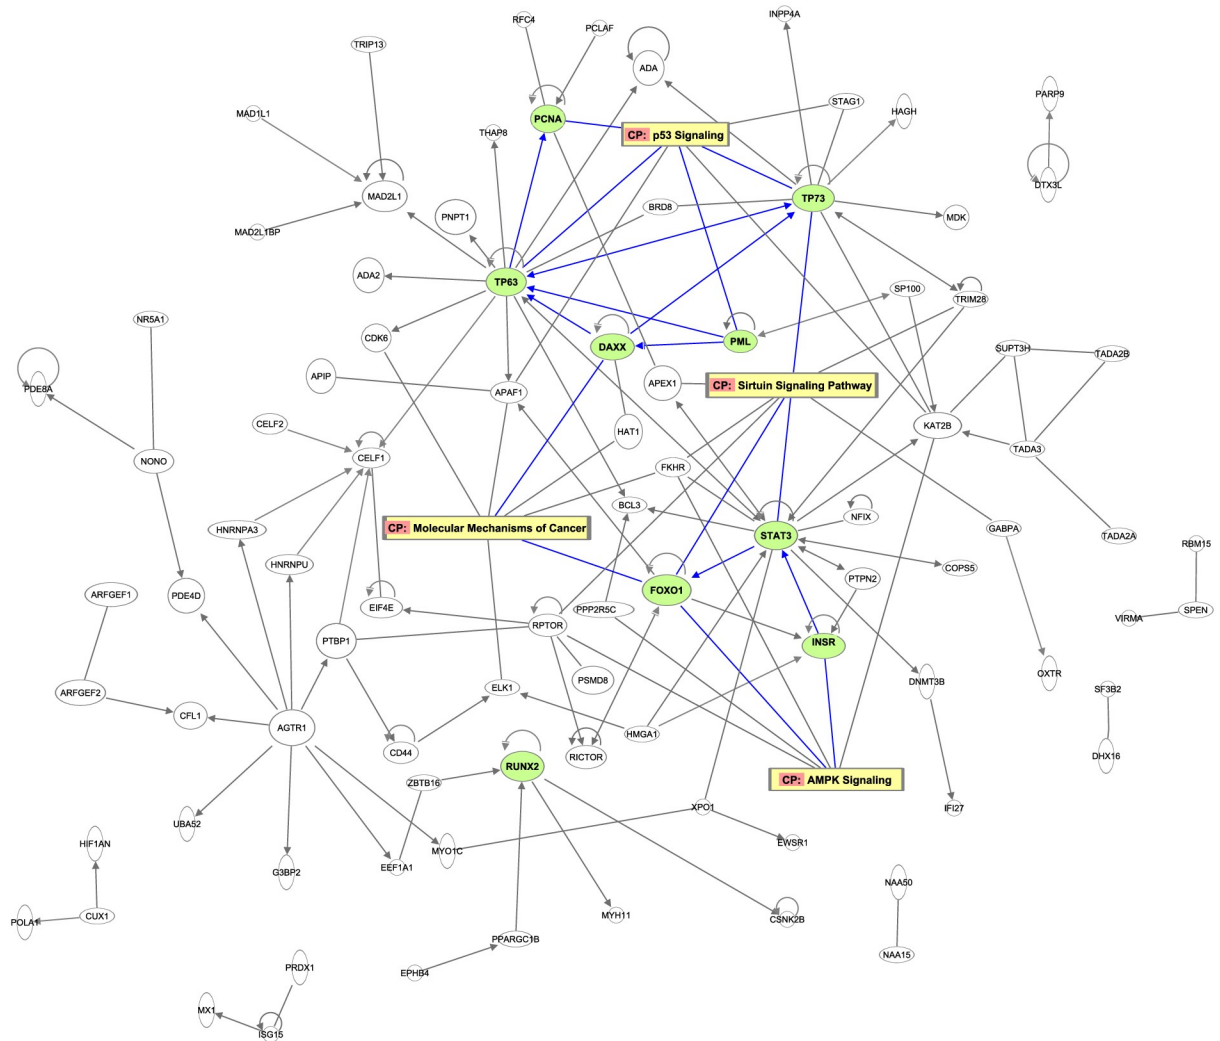 RFC4
INPP4A
PCLAF
TRIP13
ADA
PARP9
STAG1
HAGH
MAD1L1
PCNA
THAP8
CP: p53 Signaling
DTX3L
MAD2L1
TP73
BRD8
PNPT1
MDK
MAD2L1BP
ADA2
TP63
SP100
TRIM28
NR5A1
CDK6
DAXX
PML
SUPT3H
TADA2B
APIP
APEX1
CP: Sirtuin Signaling Pathway
PDE8A
APAF1
CELF2
HAT1
KAT2B
TADA3
NONO
CELF1
FKHR
BCL3
NFIX
CP: Molecular Mechanisms of Cancer
HNRNPA3
STAT3
GABPA
TADA2A
RBM15
HNRNPU
COPS5
PTPN2
ARFGEF1
PDE4D
FOXO1
EIF4E
PPP2R5C
SPEN
VIRMA
RPTOR
PTBP1
INSR
OXTR
PSMD8
DNMT3B
ARFGEF2
ELK1
SF3B2
CFL1
AGTR1
HMGA1
CD44
RICTOR
DHX16
RUNX2
CP: AMPK Signaling
ZBTB16
XPO1
IFI27
UBA52
HIF1AN
EWSR1
MYO1C
G3BP2
EEF1A1
NAA50
CUX1
POLA1
MYH11
CSNK2B
PPARGC1B
NAA15
PRDX1
EPHB4
MX1
ISG15